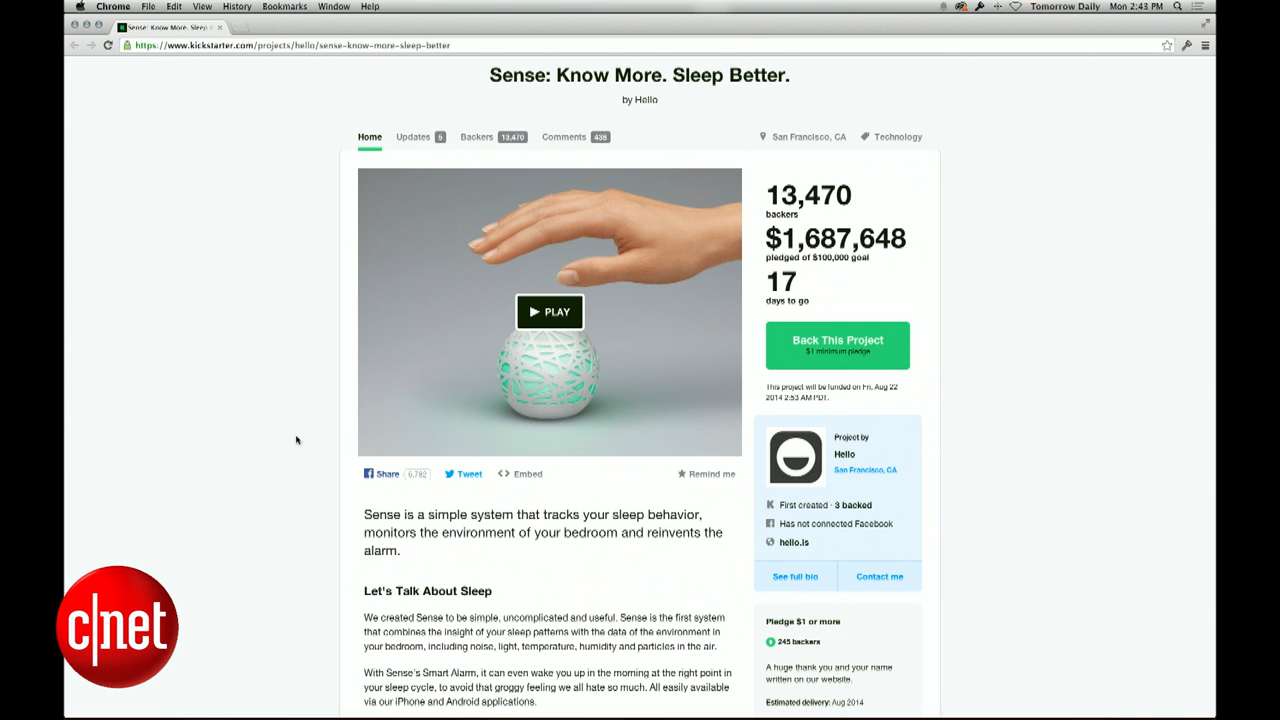 Chrome File Edit View History Bookmarks Window Help
Tomorrow Daily Mon 2:43 PM
Sense: Know More. Sleep
https://www.kickstarter.com/projects/hello/sense-know-more-sleep-better
Sense: Know More. Sleep Better.
by Hello
Home Updates 5 Backers 13,470 Comments 438
San Francisco, CA Technology
PLAY
13,470
backers
$1,687,648
pledged of $100,000 goal
17
days to go
Back This Project
$1 minimum pledge
This project will be funded on Fri, Aug 22
2014 2:53 AM PDT.
Project by
Hello
San Francisco, CA
First created · 3 backed
Has not connected Facebook
hello.is
See full bio Contact me
Share 6,782 Tweet Embed Remind me
Sense is a simple system that tracks your sleep behavior,
monitors the environment of your bedroom and reinvents the
alarm.
Let's Talk About Sleep
We created Sense to be simple, uncomplicated and useful. Sense is the first system
that combines the insight of your sleep patterns with the data of the environment in
your bedroom, including noise, light, temperature, humidity and particles in the air.
With Sense's Smart Alarm, it can even wake you up in the morning at the right point in
your sleep cycle, to avoid that groggy feeling we all hate so much. All easily available
via our iPhone and Android applications.
Pledge $1 or more
245 backers
A huge thank you and your name
written on our website.
Estimated delivery: Aug 2014
c|net